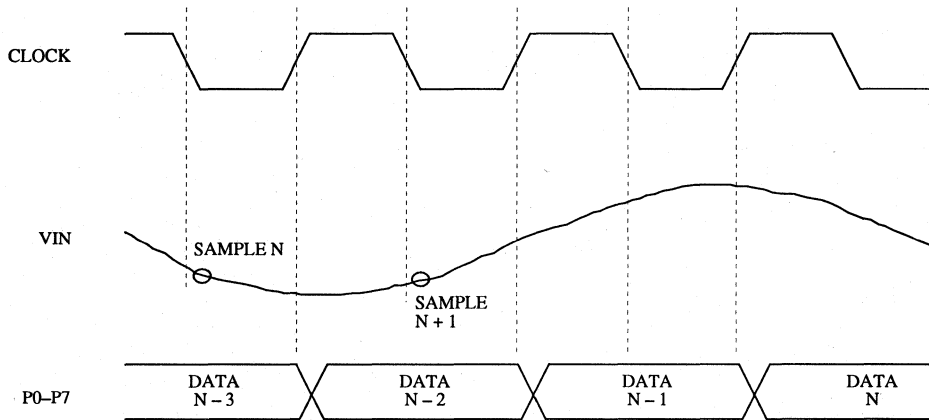 CLOCK
VIN
SAMPLE N
SAMPLE
N + 1
P0–P7
DATA
N – 3
DATA
N – 2
DATA
N – 1
DATA
N